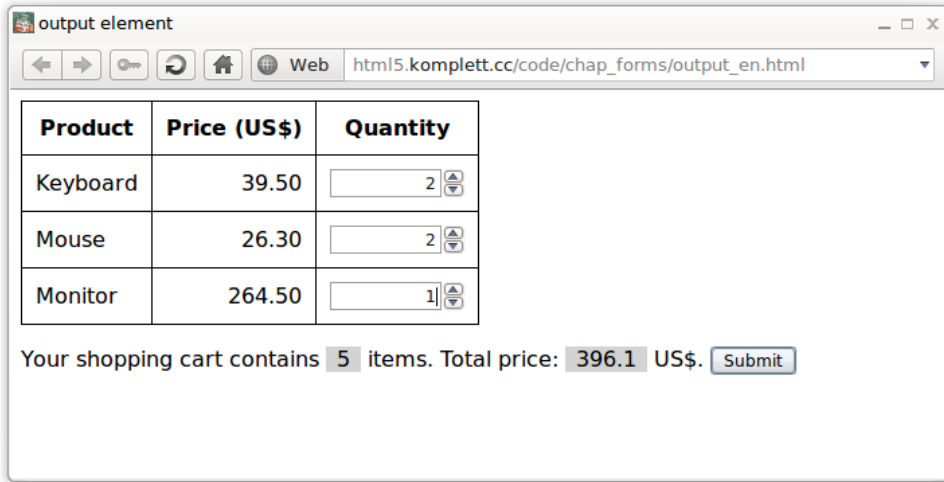 output element
Web html5.komplett.cc/code/chap_forms/output_en.html
Product Price (US$) Quantity
Keyboard 39.50 2
Mouse 26.30 2
Monitor 264.50 1
Your shopping cart contains 5 items. Total price: 396.1 US$. Submit